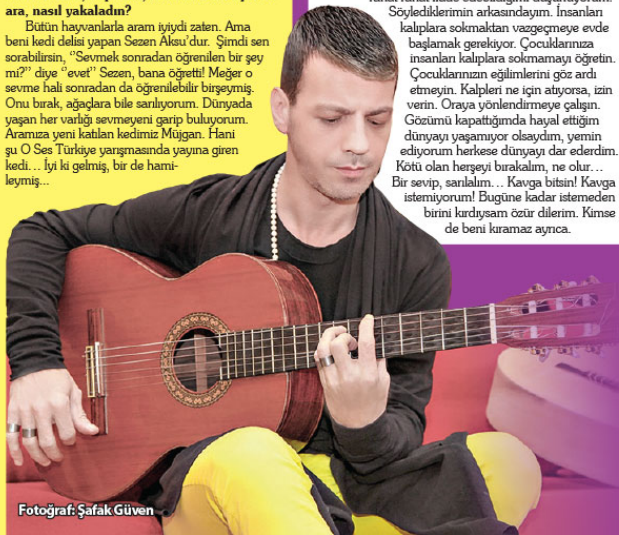 ara, nasıl yakaladın?
Bütün hayvanlarla aram iyiydi zaten. Ama
beni kedi delisi yapan Sezen Aksu’dur. Şimdi sen
sorabilirsin, “Sevmek sonradan öğrenilen bir şey
mi?” diye “evet” Sezen, bana öğretti! Meğer o
sevme hali sonradan da öğrenilebilir birşeymiş.
Onu bırak, ağaçlara bile sarılıyorum. Dünyada
yaşan her varlığı sevmeyeni garip buluyorum.
Aramıza yeni katılan kedimiz Müjgan. Hani
şu O Ses Türkiye yarışmasında yayına giren
kedi… İyi ki gelmiş, bir de hami-
leymiş...
Söylediklerimin arkasındayım. İnsanları
kalıplara sokmaktan vazgeçmeye evde
başlamak gerekiyor. Çocuklarınıza
insanları kalıplara sokmamayı öğretin.
Çocuklarınızın eğilimlerini göz ardı
etmeyin. Kalpleri ne için atıyorsa, izin
verin. Oraya yönlendirmeye çalışın.
Gözümü kapattığımda hayal ettiğim
dünyayı yaşamıyor olsaydım, yemin
ediyorum herkese dünyayı dar ederdim.
Kötü olan herşeyi bırakalım, ne olur…
Bir sevip, sarılalım… Kavga bitsin! Kavga
istemiyorum! Bugüne kadar istemeden
birini kırdıysam özür dilerim. Kimse
de beni kıramaz ayrıca.
Fotoğraf: Şafak Güven